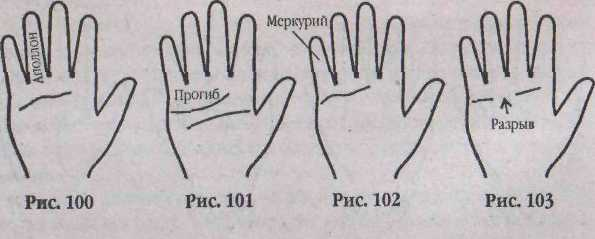 Аполлон
Прогиб
Меркурий
Разрыв
Рис. 100
Рис. 101
Рис. 102
Рис. 103